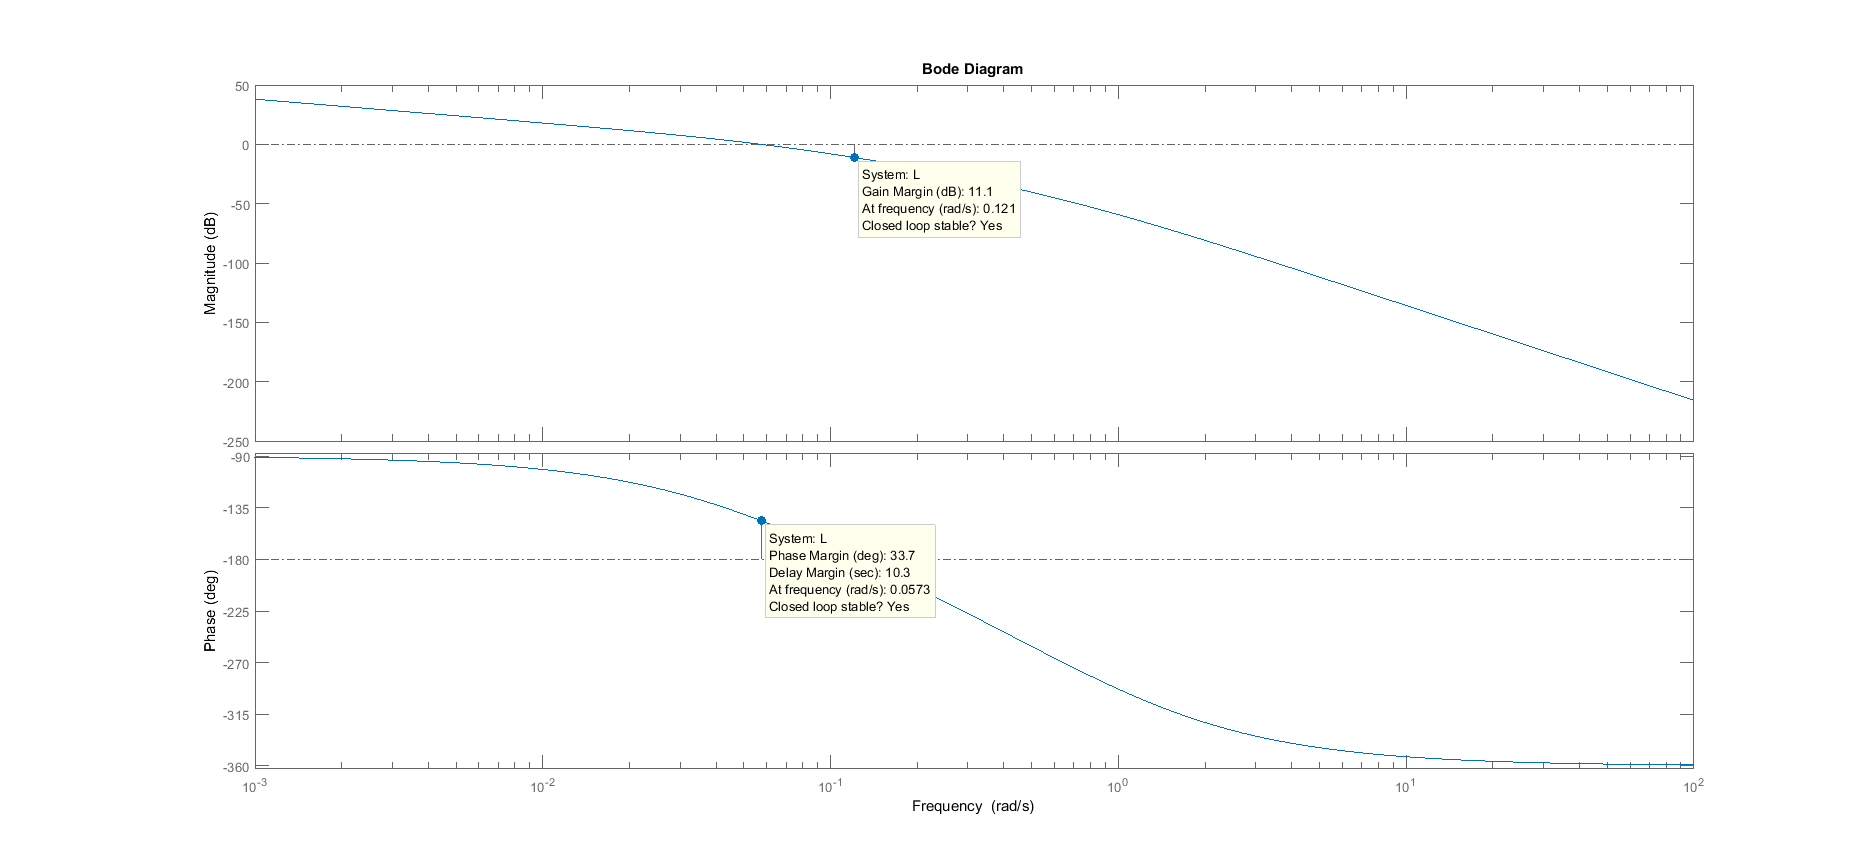 Bode Diagram
50
0
-50
-100
-150
-200
-250
Magnitude (dB)
System: L
Gain Margin (dB): 11.1
At frequency (rad/s): 0.121
Closed loop stable? Yes
-90
-135
-180
-225
-270
-315
-360
Phase (deg)
System: L
Phase Margin (deg): 33.7
Delay Margin (sec): 10.3
At frequency (rad/s): 0.0573
Closed loop stable? Yes
10^-3 10^-2 10^-1 10^0 10^1 10^2
Frequency (rad/s)